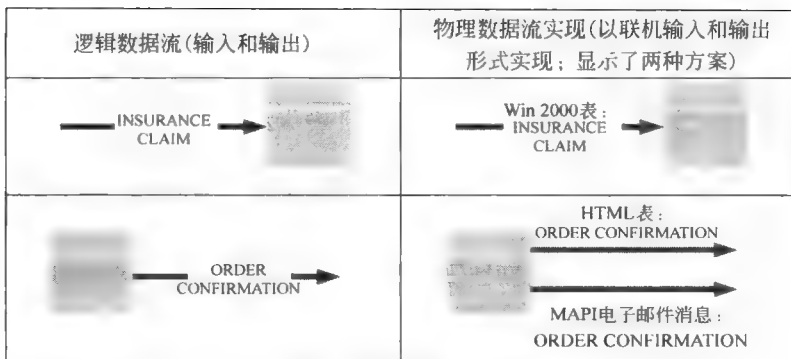 逻辑数据流(输入和输出)
物理数据流实现(以联机输入和输出
形式实现；显示了两种方案)
INSURANCE
CLAIM
Win 2000表：
INSURANCE
CLAIM
ORDER
CONFIRMATION
HTML表：
ORDER CONFIRMATION
MAPI电子邮件消息：
ORDER CONFIRMATION